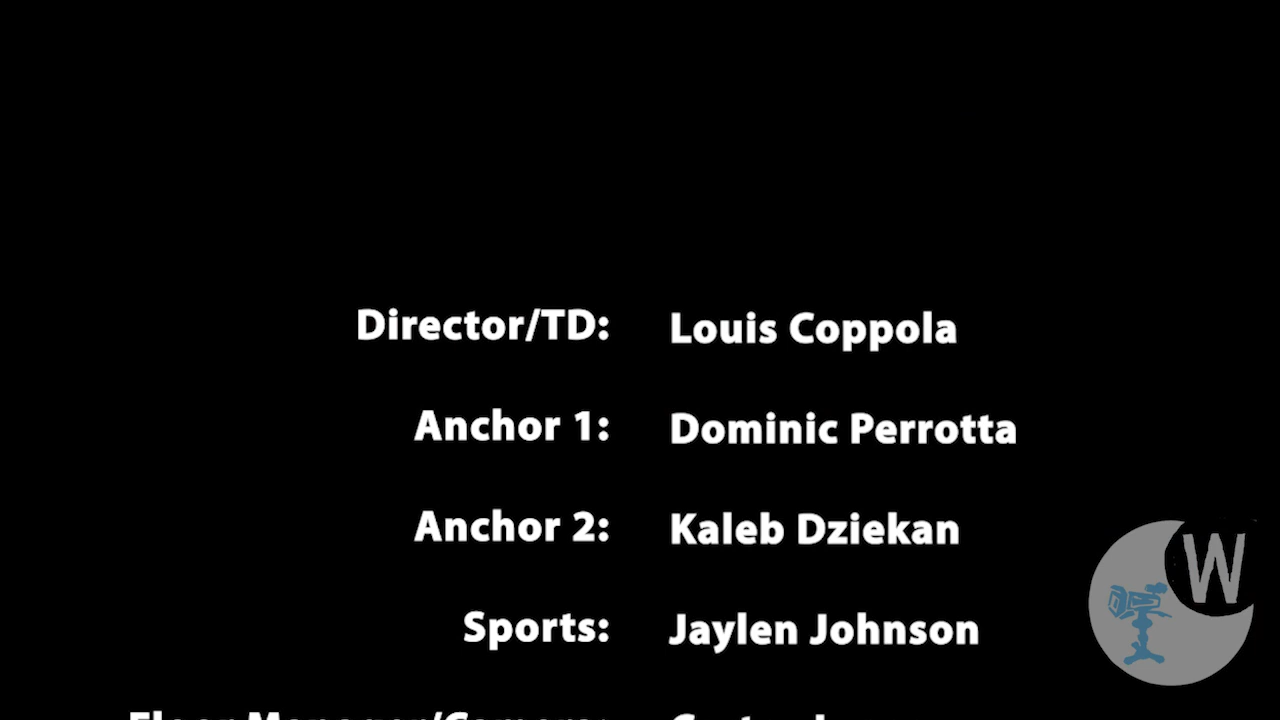 Director/TD: Louis Coppola
Anchor 1: Dominic Perrotta
Anchor 2: Kaleb Dziekan
Sports: Jaylen Johnson
W